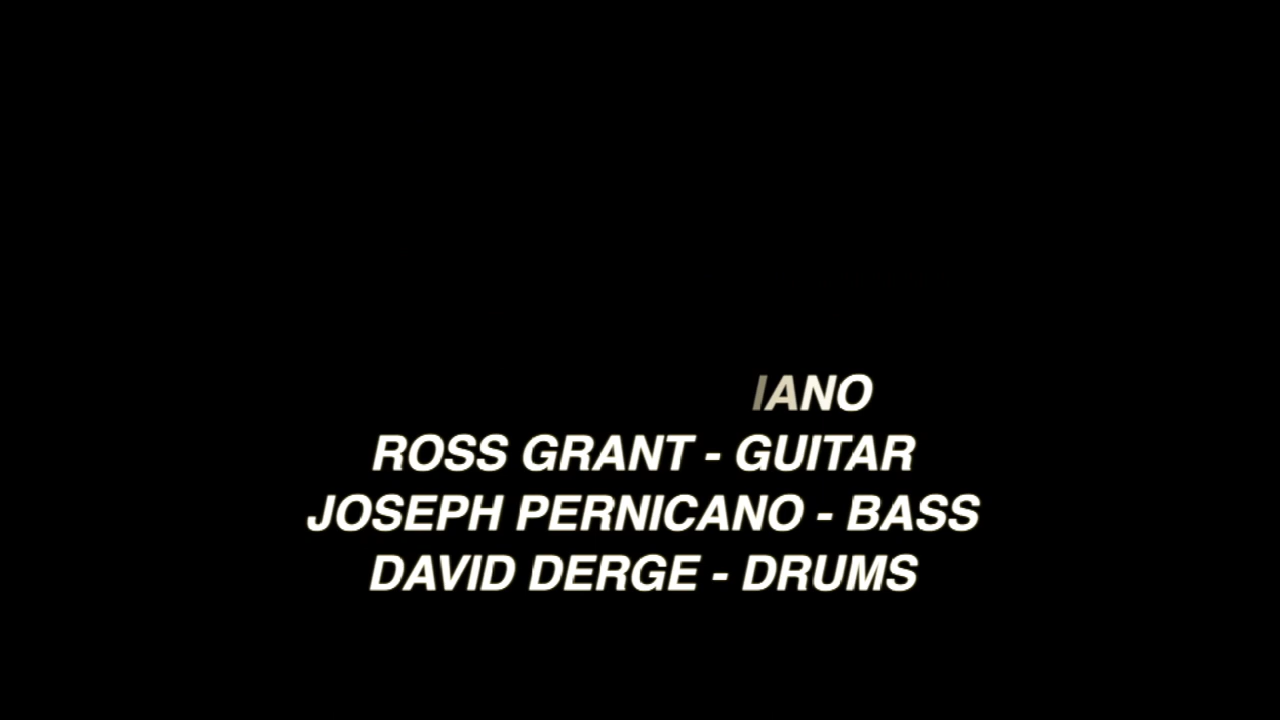 IANO
ROSS GRANT - GUITAR
JOSEPH PERNICANO - BASS
DAVID DERGE - DRUMS